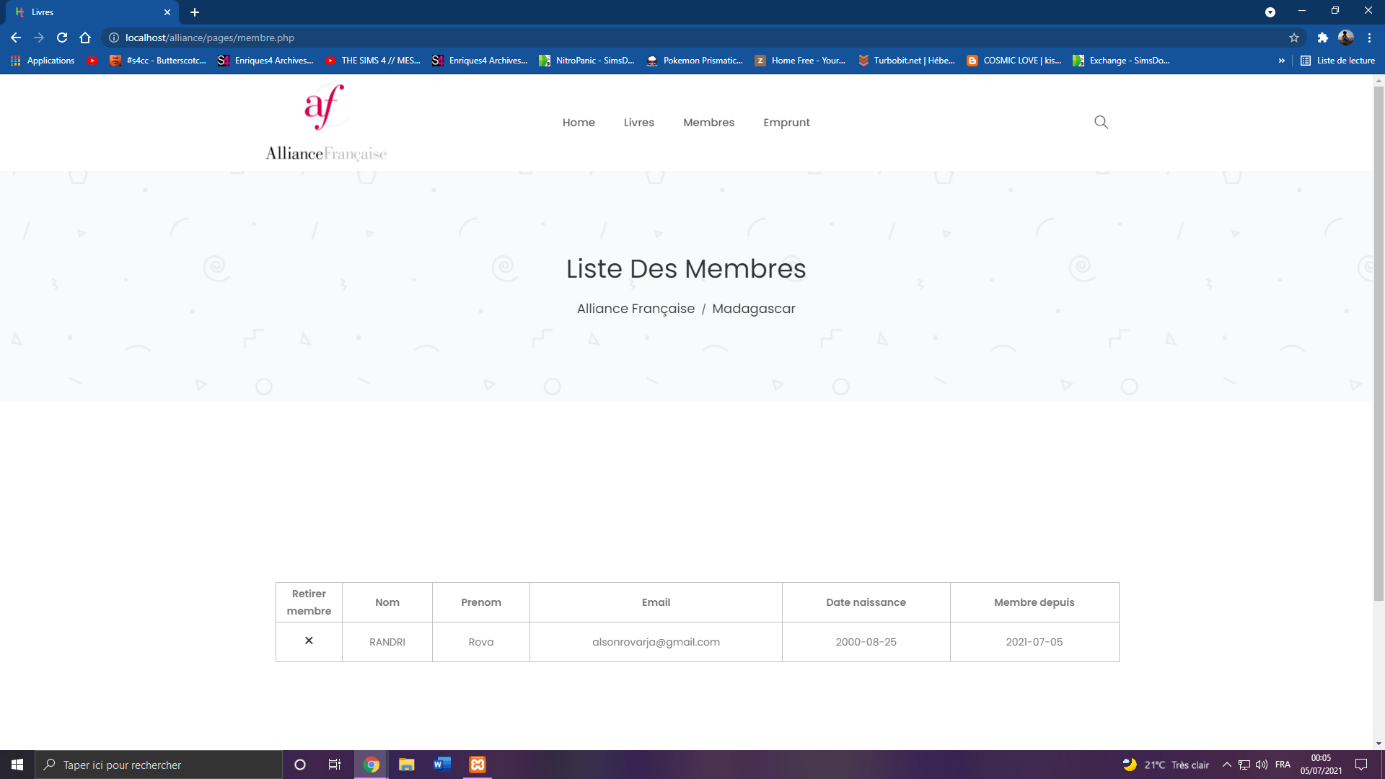 Livres
localhost/alliance/pages/membre.php
Applications #s4cc - Butterscotc... Enriques4 Archives... THE SIMS 4 // MES... Enriques4 Archives... NitroPanic - SimsD... Pokemon Prismatic... Home Free - Your... Turbobit.net | Hébe... COSMIC LOVE | kis... Exchange - SimsDo... » Liste de lecture
af
AllianceFrançaise
Home Livres Membres Emprunt
Liste Des Membres
Alliance Française / Madagascar
Retirer membre Nom Prenom Email Date naissance Membre depuis
× RANDRI Rova alsonrovarja@gmail.com 2000-08-25 2021-07-05
Taper ici pour rechercher 21°C Très clair FRA 00:05
05/07/2021